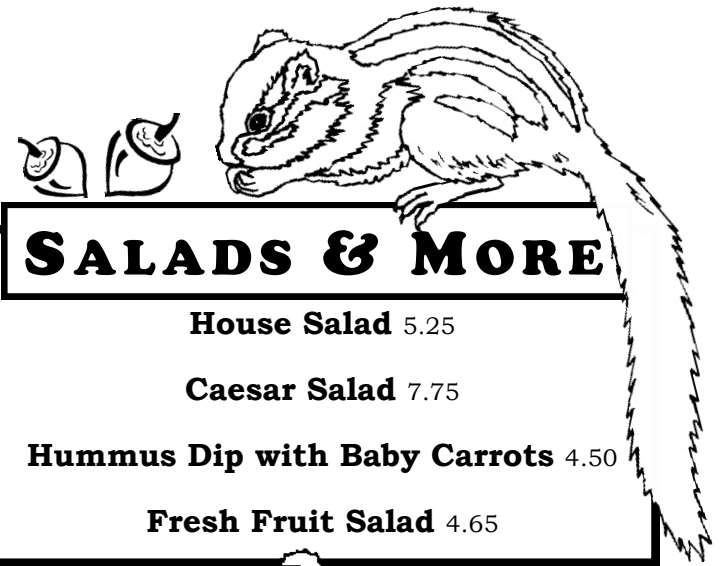 SALADS & MORE
House Salad 5.25
Caesar Salad 7.75
Hummus Dip with Baby Carrots 4.50
Fresh Fruit Salad 4.65